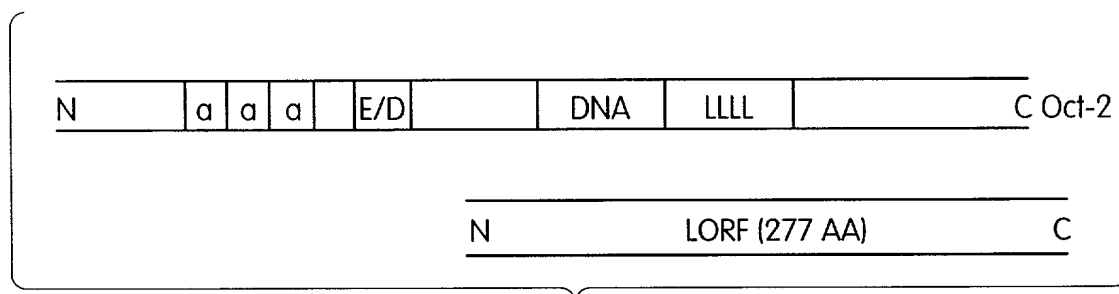 N a a a E/D DNA LLLL C Oct-2
N LORF (277 AA) C